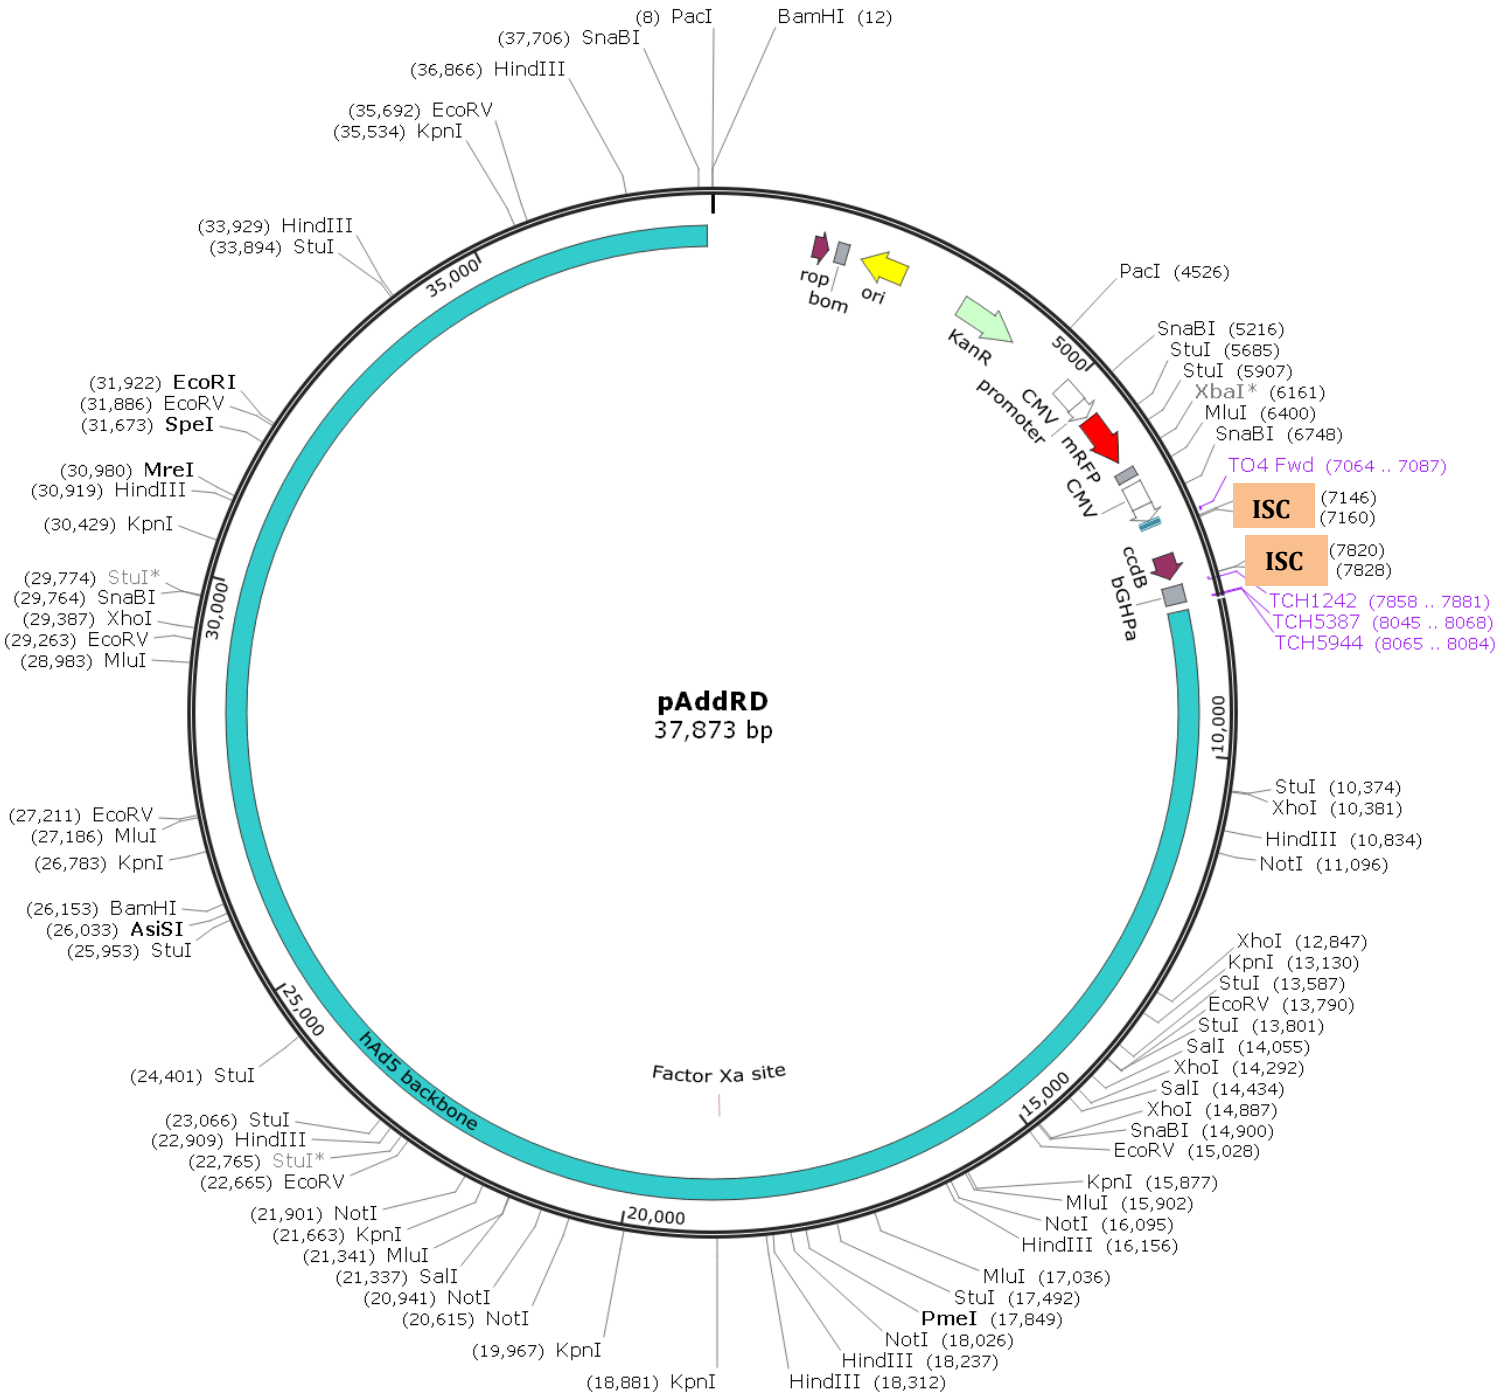 (8) PacI
BamHI (12)
(37,706) SnaBI
(36,866) HindIII
(35,692) EcoRV
(35,534) KpnI
(33,929) HindIII
(33,894) StuI
(31,922) EcoRI
(31,886) EcoRV
(31,673) SpeI
(30,980) MreI
(30,919) HindIII
(30,429) KpnI
(29,774) StuI*
(29,764) SnaBI
(29,387) XhoI
(29,263) EcoRV
(28,983) MluI
(27,211) EcoRV
(27,186) MluI
(26,783) KpnI
(26,153) BamHI
(26,033) AsiSI
(25,953) StuI
(24,401) StuI
(23,066) StuI
(22,909) HindIII
(22,765) StuI*
(22,665) EcoRV
(21,901) NotI
(21,663) KpnI
(21,341) MluI
(21,337) SalI
(20,941) NotI
(20,615) NotI
(19,967) KpnI
(18,881) KpnI
PacI (4526)
SnaBI (5216)
StuI (5685)
StuI (5907)
XbaI* (6161)
MluI (6400)
SnaBI (6748)
TO4 Fwd (7064 .. 7087)
ISC (7146)
(7160)
ISC (7820)
(7828)
TCH1242 (7858 .. 7881)
TCH5387 (8045 .. 8068)
TCH5944 (8065 .. 8084)
StuI (10,374)
XhoI (10,381)
HindIII (10,834)
NotI (11,096)
XhoI (12,847)
KpnI (13,130)
StuI (13,587)
EcoRV (13,790)
StuI (13,801)
SalI (14,055)
XhoI (14,292)
SalI (14,434)
XhoI (14,887)
SnaBI (14,900)
EcoRV (15,028)
KpnI (15,877)
MluI (15,902)
NotI (16,095)
HindIII (16,156)
MluI (17,036)
StuI (17,492)
PmeI (17,849)
NotI (18,026)
HindIII (18,237)
HindIII (18,312)
rop
bom
ori
KanR
CMV
promoter
mRFP
CMV
ccdB
bGHPa
5000
10,000
15,000
20,000
25,000
30,000
35,000
pAddRD
37,873 bp
Factor Xa site
hAd5 backbone